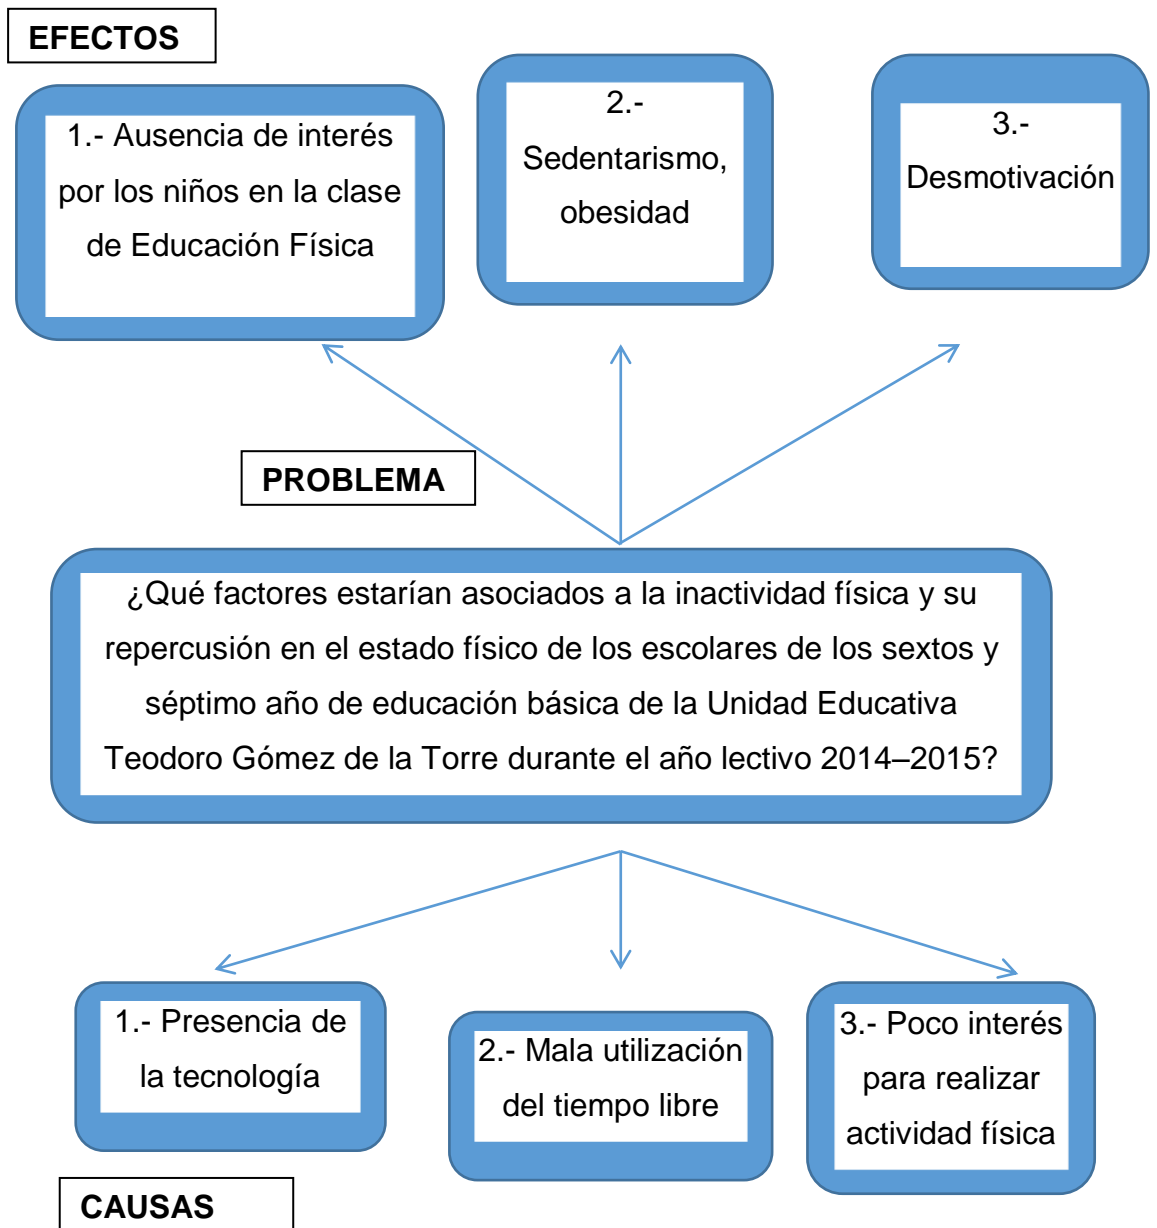 EFECTOS
1.- Ausencia de interés
por los niños en la clase
de Educación Física
2.-
Sedentarismo,
obesidad
3.-
Desmotivación
PROBLEMA
¿Qué factores estarían asociados a la inactividad física y su
repercusión en el estado físico de los escolares de los sextos y
séptimo año de educación básica de la Unidad Educativa
Teodoro Gómez de la Torre durante el año lectivo 2014–2015?
1.- Presencia de
la tecnología
2.- Mala utilización
del tiempo libre
3.- Poco interés
para realizar
actividad física
CAUSAS